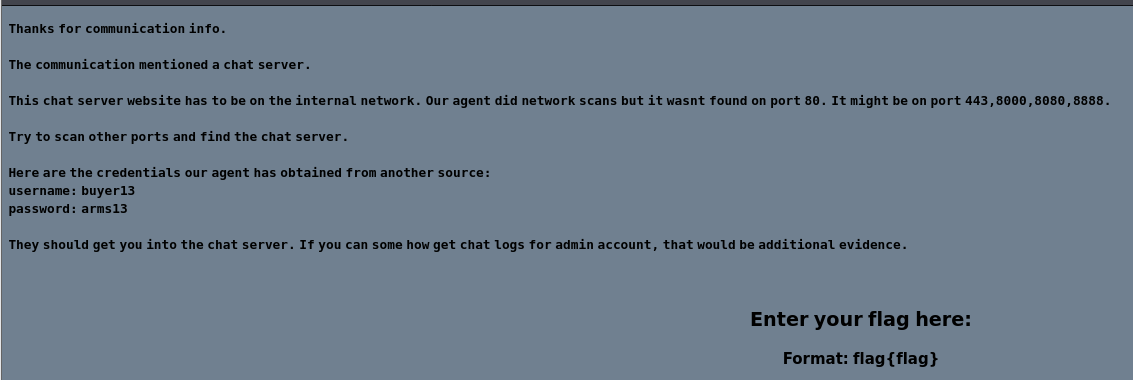 Thanks for communication info.
The communication mentioned a chat server.
This chat server website has to be on the internal network. Our agent did network scans but it wasnt found on port 80. It might be on port 443,8000,8080,8888.
Try to scan other ports and find the chat server.
Here are the credentials our agent has obtained from another source:
username: buyer13
password: arms13
They should get you into the chat server. If you can some how get chat logs for admin account, that would be additional evidence.
Enter your flag here:
Format: flag{flag}